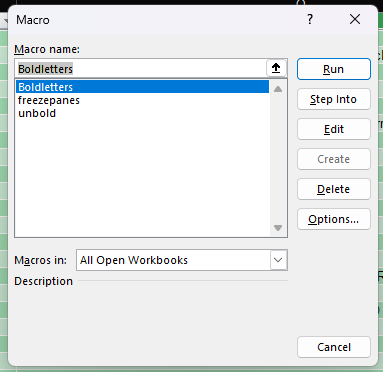 Macro ?
Macro name:
Boldletters
Run
Boldletters
freezepanes
unbold
Step Into
Edit
Create
Delete
Options...
Macros in: All Open Workbooks
Description
Cancel